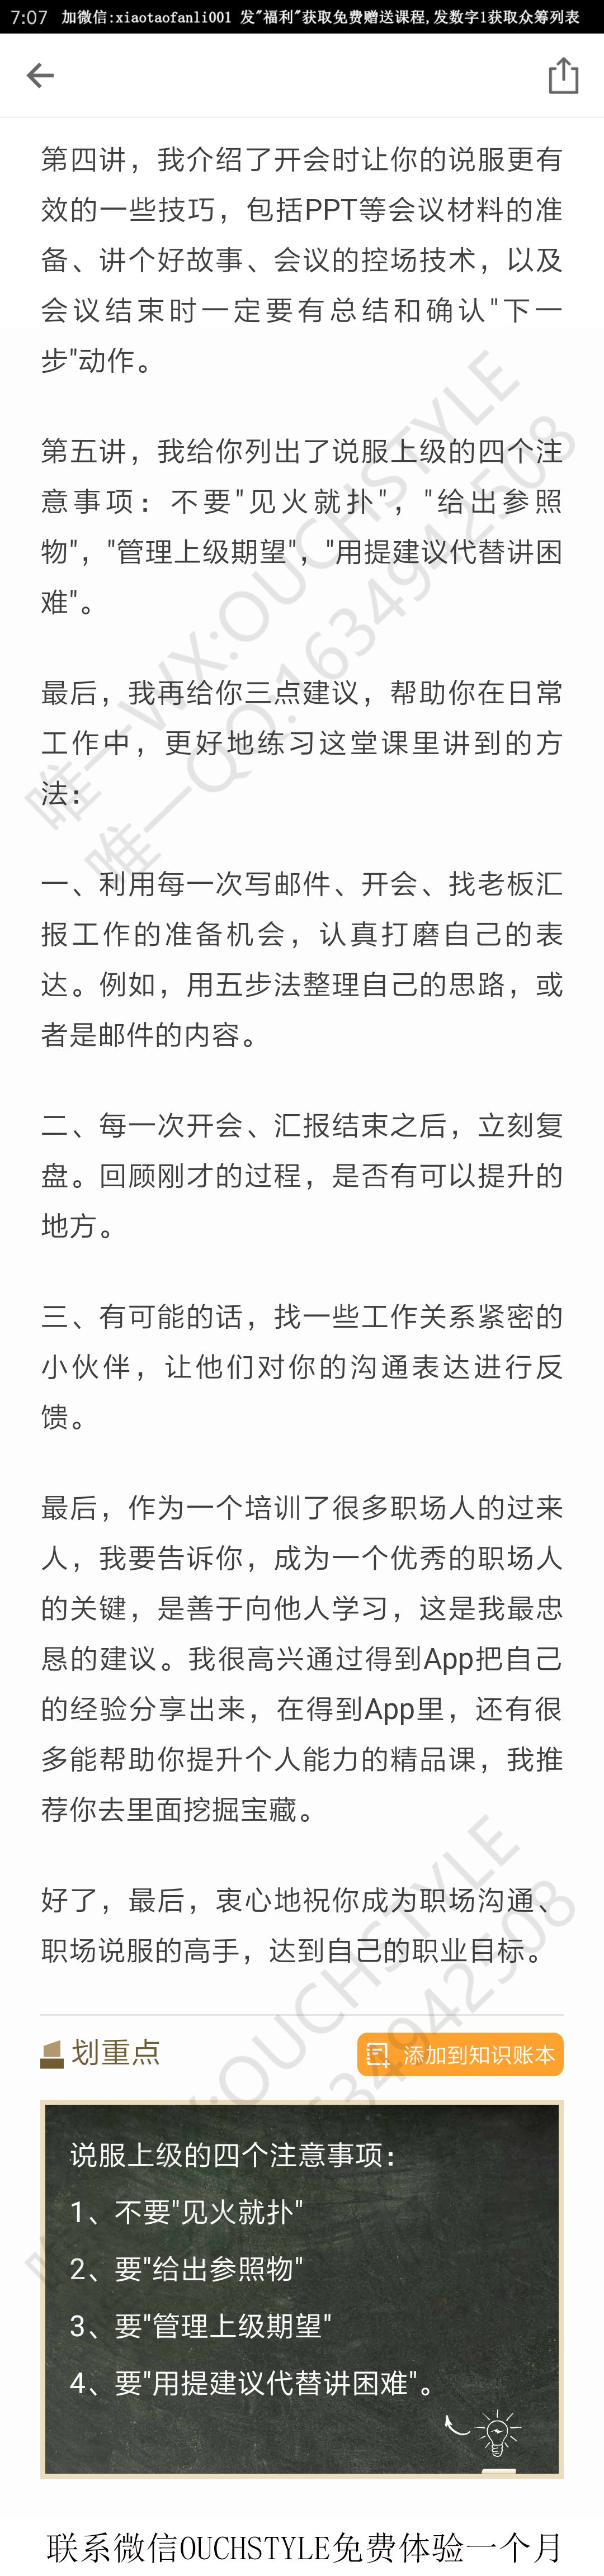 7:07 加微信:xiaotaofanli001 发"福利"获取免费赠送课程,发数字1获取众筹列表
第四讲，我介绍了开会时让你的说服更有
效的一些技巧，包括PPT等会议材料的准
备、讲个好故事、会议的控场技术，以及
会议结束时一定要有总结和确认"下一
步"动作。
第五讲，我给你列出了说服上级的四个注
意事项：不要"见火就扑"，"给出参照
物"，"管理上级期望"，"用提建议代替讲困
难"。
最后，我再给你三点建议，帮助你在日常
工作中，更好地练习这堂课里讲到的方
法：
一、利用每一次写邮件、开会、找老板汇
报工作的准备机会，认真打磨自己的表
达。例如，用五步法整理自己的思路，或
者是邮件的内容。
二、每一次开会、汇报结束之后，立刻复
盘。回顾刚才的过程，是否有可以提升的
地方。
三、有可能的话，找一些工作关系紧密的
小伙伴，让他们对你的沟通表达进行反
馈。
最后，作为一个培训了很多职场人的过来
人，我要告诉你，成为一个优秀的职场人
的关键，是善于向他人学习，这是我最忠
恳的建议。我很高兴通过得到App把自己
的经验分享出来，在得到App里，还有很
多能帮助你提升个人能力的精品课，我推
荐你去里面挖掘宝藏。
好了，最后，衷心地祝你成为职场沟通、
职场说服的高手，达到自己的职业目标。
划重点
添加到知识账本
说服上级的四个注意事项：
1、不要"见火就扑"
2、要"给出参照物"
3、要"管理上级期望"
4、要"用提建议代替讲困难"。
联系微信OUCHSTYLE免费体验一个月
唯一WX:OUCHSTYLE
唯一QQ:1634942508